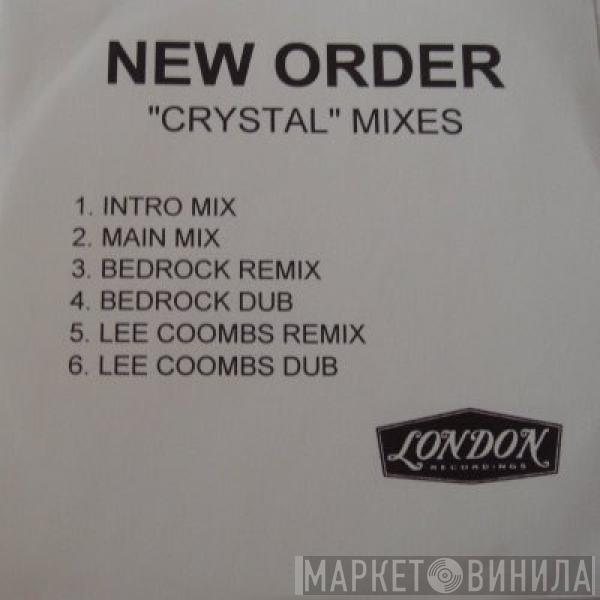 NEW ORDER
"CRYSTAL" MIXES
1. INTRO MIX
2. MAIN MIX
3. BEDROCK REMIX
4. BEDROCK DUB
5. LEE COOMBS REMIX
6. LEE COOMBS DUB
LONDON
RECORDINGS
МАРКЕТ ВИНИЛА